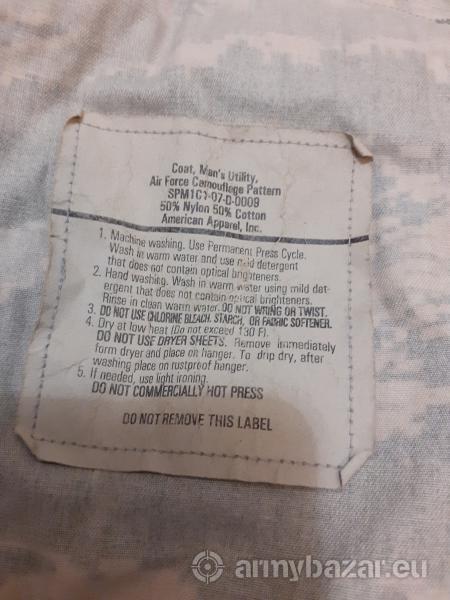 Coat, Man's Utility,
Air Force Camouflage Pattern
SPM1C1-07-D-0009
50% Nylon 50% Cotton
American Apparel, Inc.
1. Machine washing. Use Permanent Press Cycle.
Wash in warm water and use mild detergent
that does not contain optical brighteners.
2. Hand washing. Wash in warm water using mild det-
ergent that does not contain optical brighteners.
Rinse in clean warm water. DO NOT WRING OR TWIST.
3. DO NOT USE CHLORINE BLEACH, STARCH, OR FABRIC SOFTENER.
4. Dry at low heat (Do not exceed 130 F).
DO NOT USE DRYER SHEETS. Remove immediately
form dryer and place on hanger. To drip dry, after
washing place on rustproof hanger.
5. If needed, use light ironing.
DO NOT COMMERCIALLY HOT PRESS
DO NOT REMOVE THIS LABEL
armybazar.eu